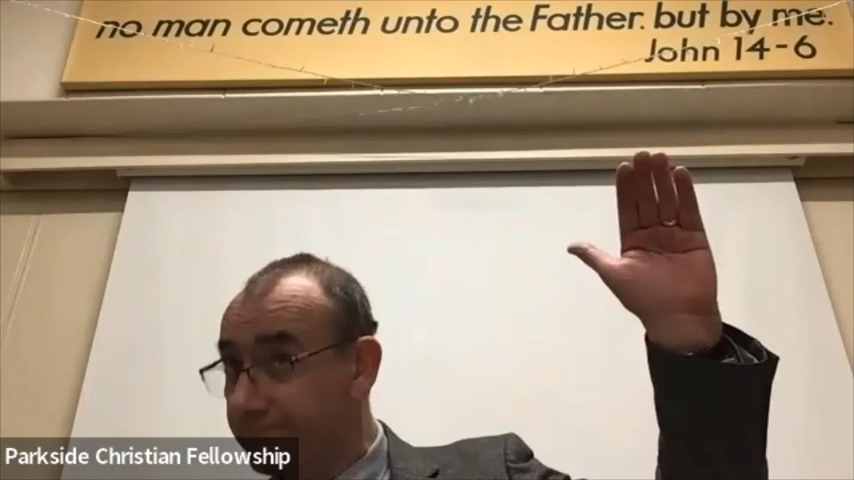 no man cometh unto the Father. but by me.
John 14-6
Parkside Christian Fellowship